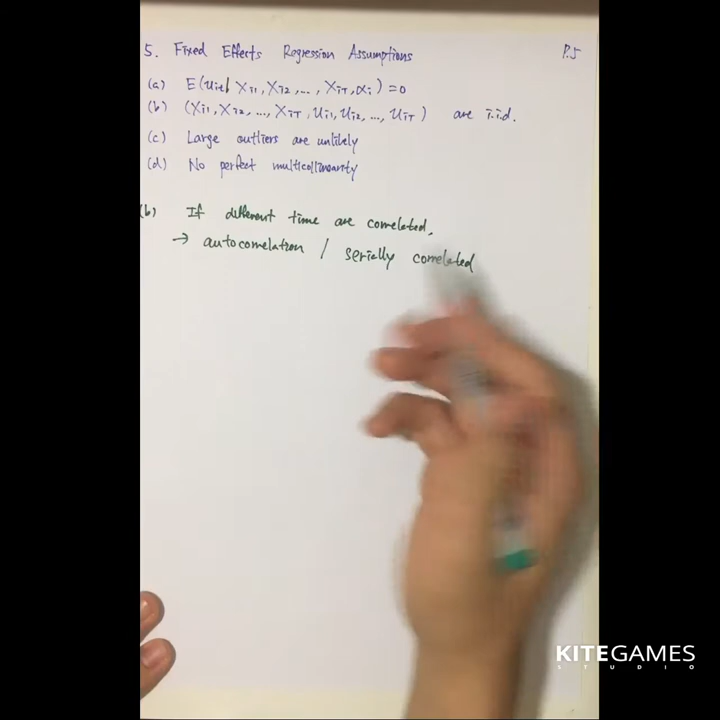 5. Fixed Effects Regression Assumptions P.5
(a) E(uit| Xi1, Xi2, ..., XiT, αi) = 0
(b) (Xi1, Xi2, ..., XiT, ui1, ui2, ..., uiT) are i.i.d.
(c) Large outliers are unlikely
(d) No perfect multicollinearity
(b) If different time are correlated,
→ autocorrelation / serially correlated
KITEGAMES
STUDIO